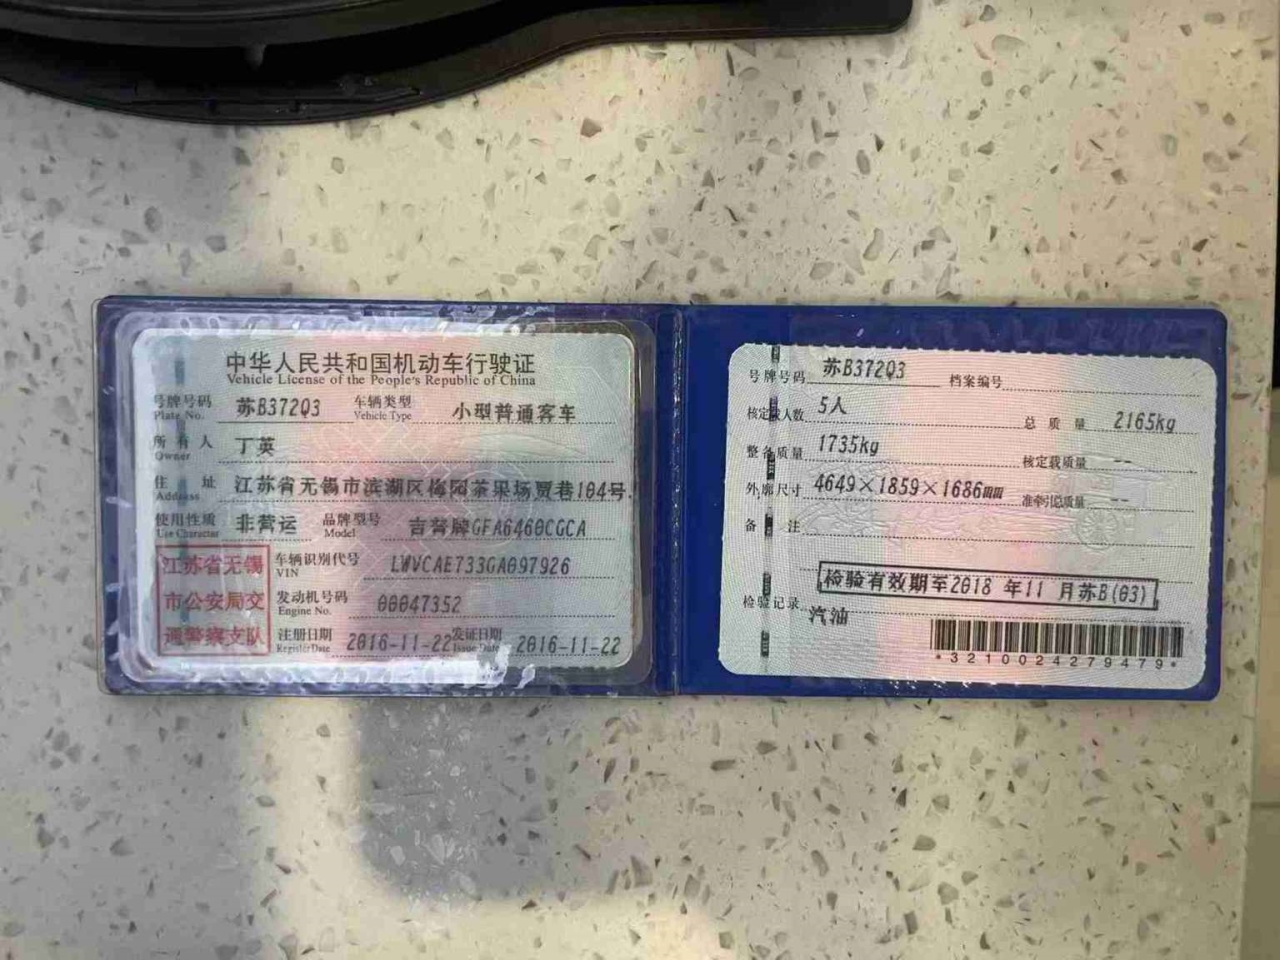 中华人民共和国机动车行驶证
Vehicle License of the People's Republic of China
号牌号码 苏B372Q3 车辆类型 小型普通客车
Plate No. Vehicle Type
所有人 丁英
Owner
住址 江苏省无锡市滨湖区梅园茶果场贾巷104号
Address
使用性质 非营运 品牌型号 吉普牌GFA6460CGCA
Use Character Model
江苏省无锡 车辆识别代号 LWVCAE733GA097926
VIN
市公安局交 发动机号码 00047352
Engine No.
通警察支队 注册日期 2016-11-22 发证日期 2016-11-22
Register Date Issue Date
号牌号码 苏B372Q3 档案编号
核定载人数 5人 总质量 2165kg
整备质量 1735kg 核定载质量 --
外廓尺寸 4649×1859×1686mm 准牵引总质量 --
备注
检验有效期至2018 年11 月苏B(03)
检验记录 汽油
*3210024279479*